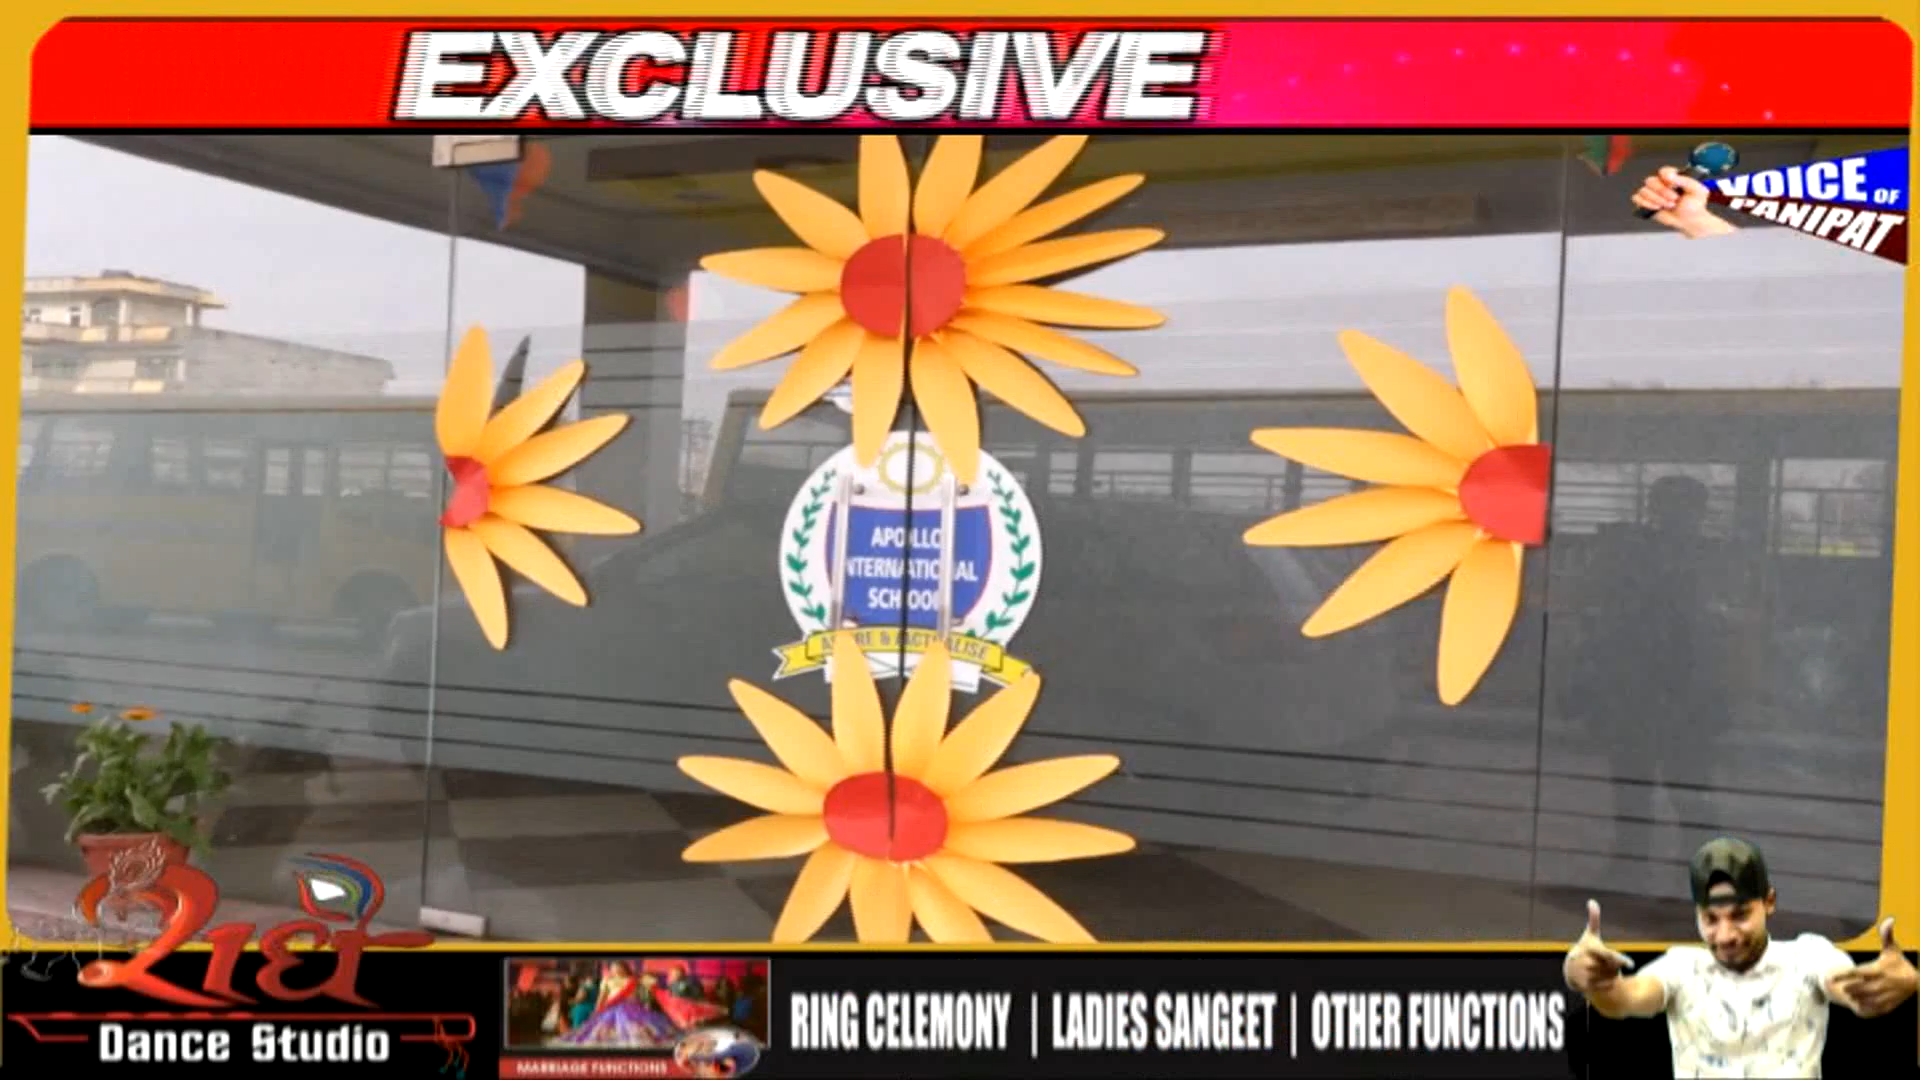 EXCLUSIVE
VOICE OF
PANIPAT
APOLLO
INTERNATIONAL
SCHOOL
राधे
Dance Studio
MARRIAGE FUNCTIONS
RING CELEMONY | LADIES SANGEET | OTHER FUNCTIONS